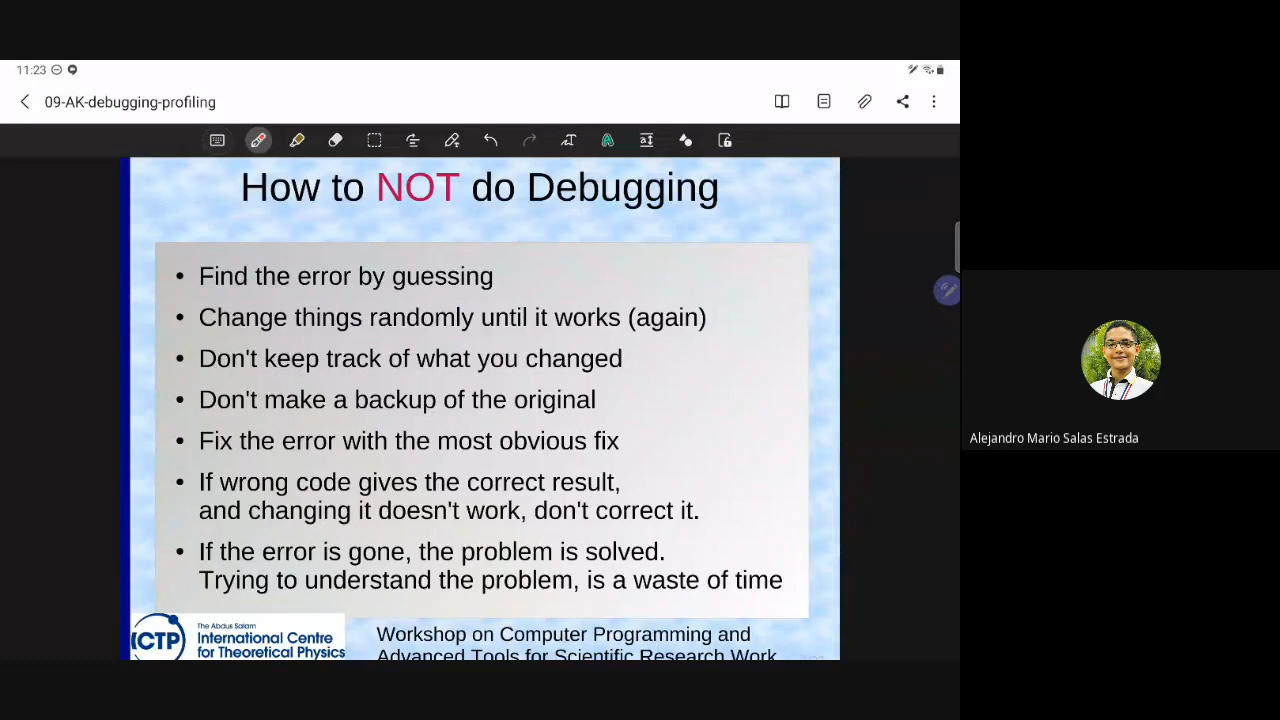 11:23
09-AK-debugging-profiling
How to NOT do Debugging
• Find the error by guessing
• Change things randomly until it works (again)
• Don't keep track of what you changed
• Don't make a backup of the original
• Fix the error with the most obvious fix
• If wrong code gives the correct result,
and changing it doesn't work, don't correct it.
• If the error is gone, the problem is solved.
Trying to understand the problem, is a waste of time
ICTP
The Abdus Salam
International Centre
for Theoretical Physics
Workshop on Computer Programming and
Advanced Tools for Scientific Research Work
Alejandro Mario Salas Estrada